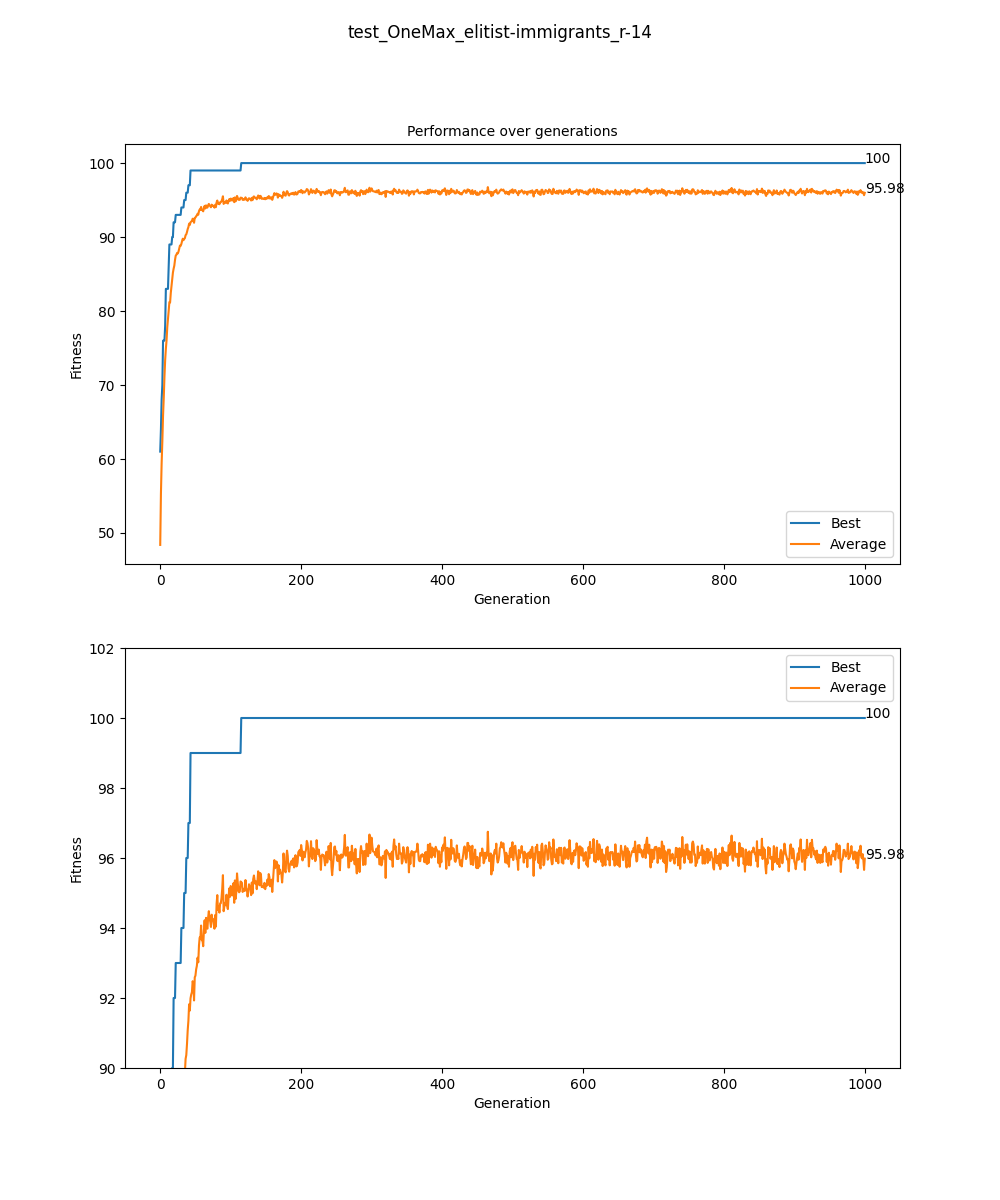 test_OneMax_elitist-immigrants_r-14
Performance over generations
100
90
80
70
60
50
Fitness
100
95.98
Best
Average
0 200 400 600 800 1000
Generation
102
100
98
96
94
92
90
Fitness
Best
Average
100
95.98
0 200 400 600 800 1000
Generation